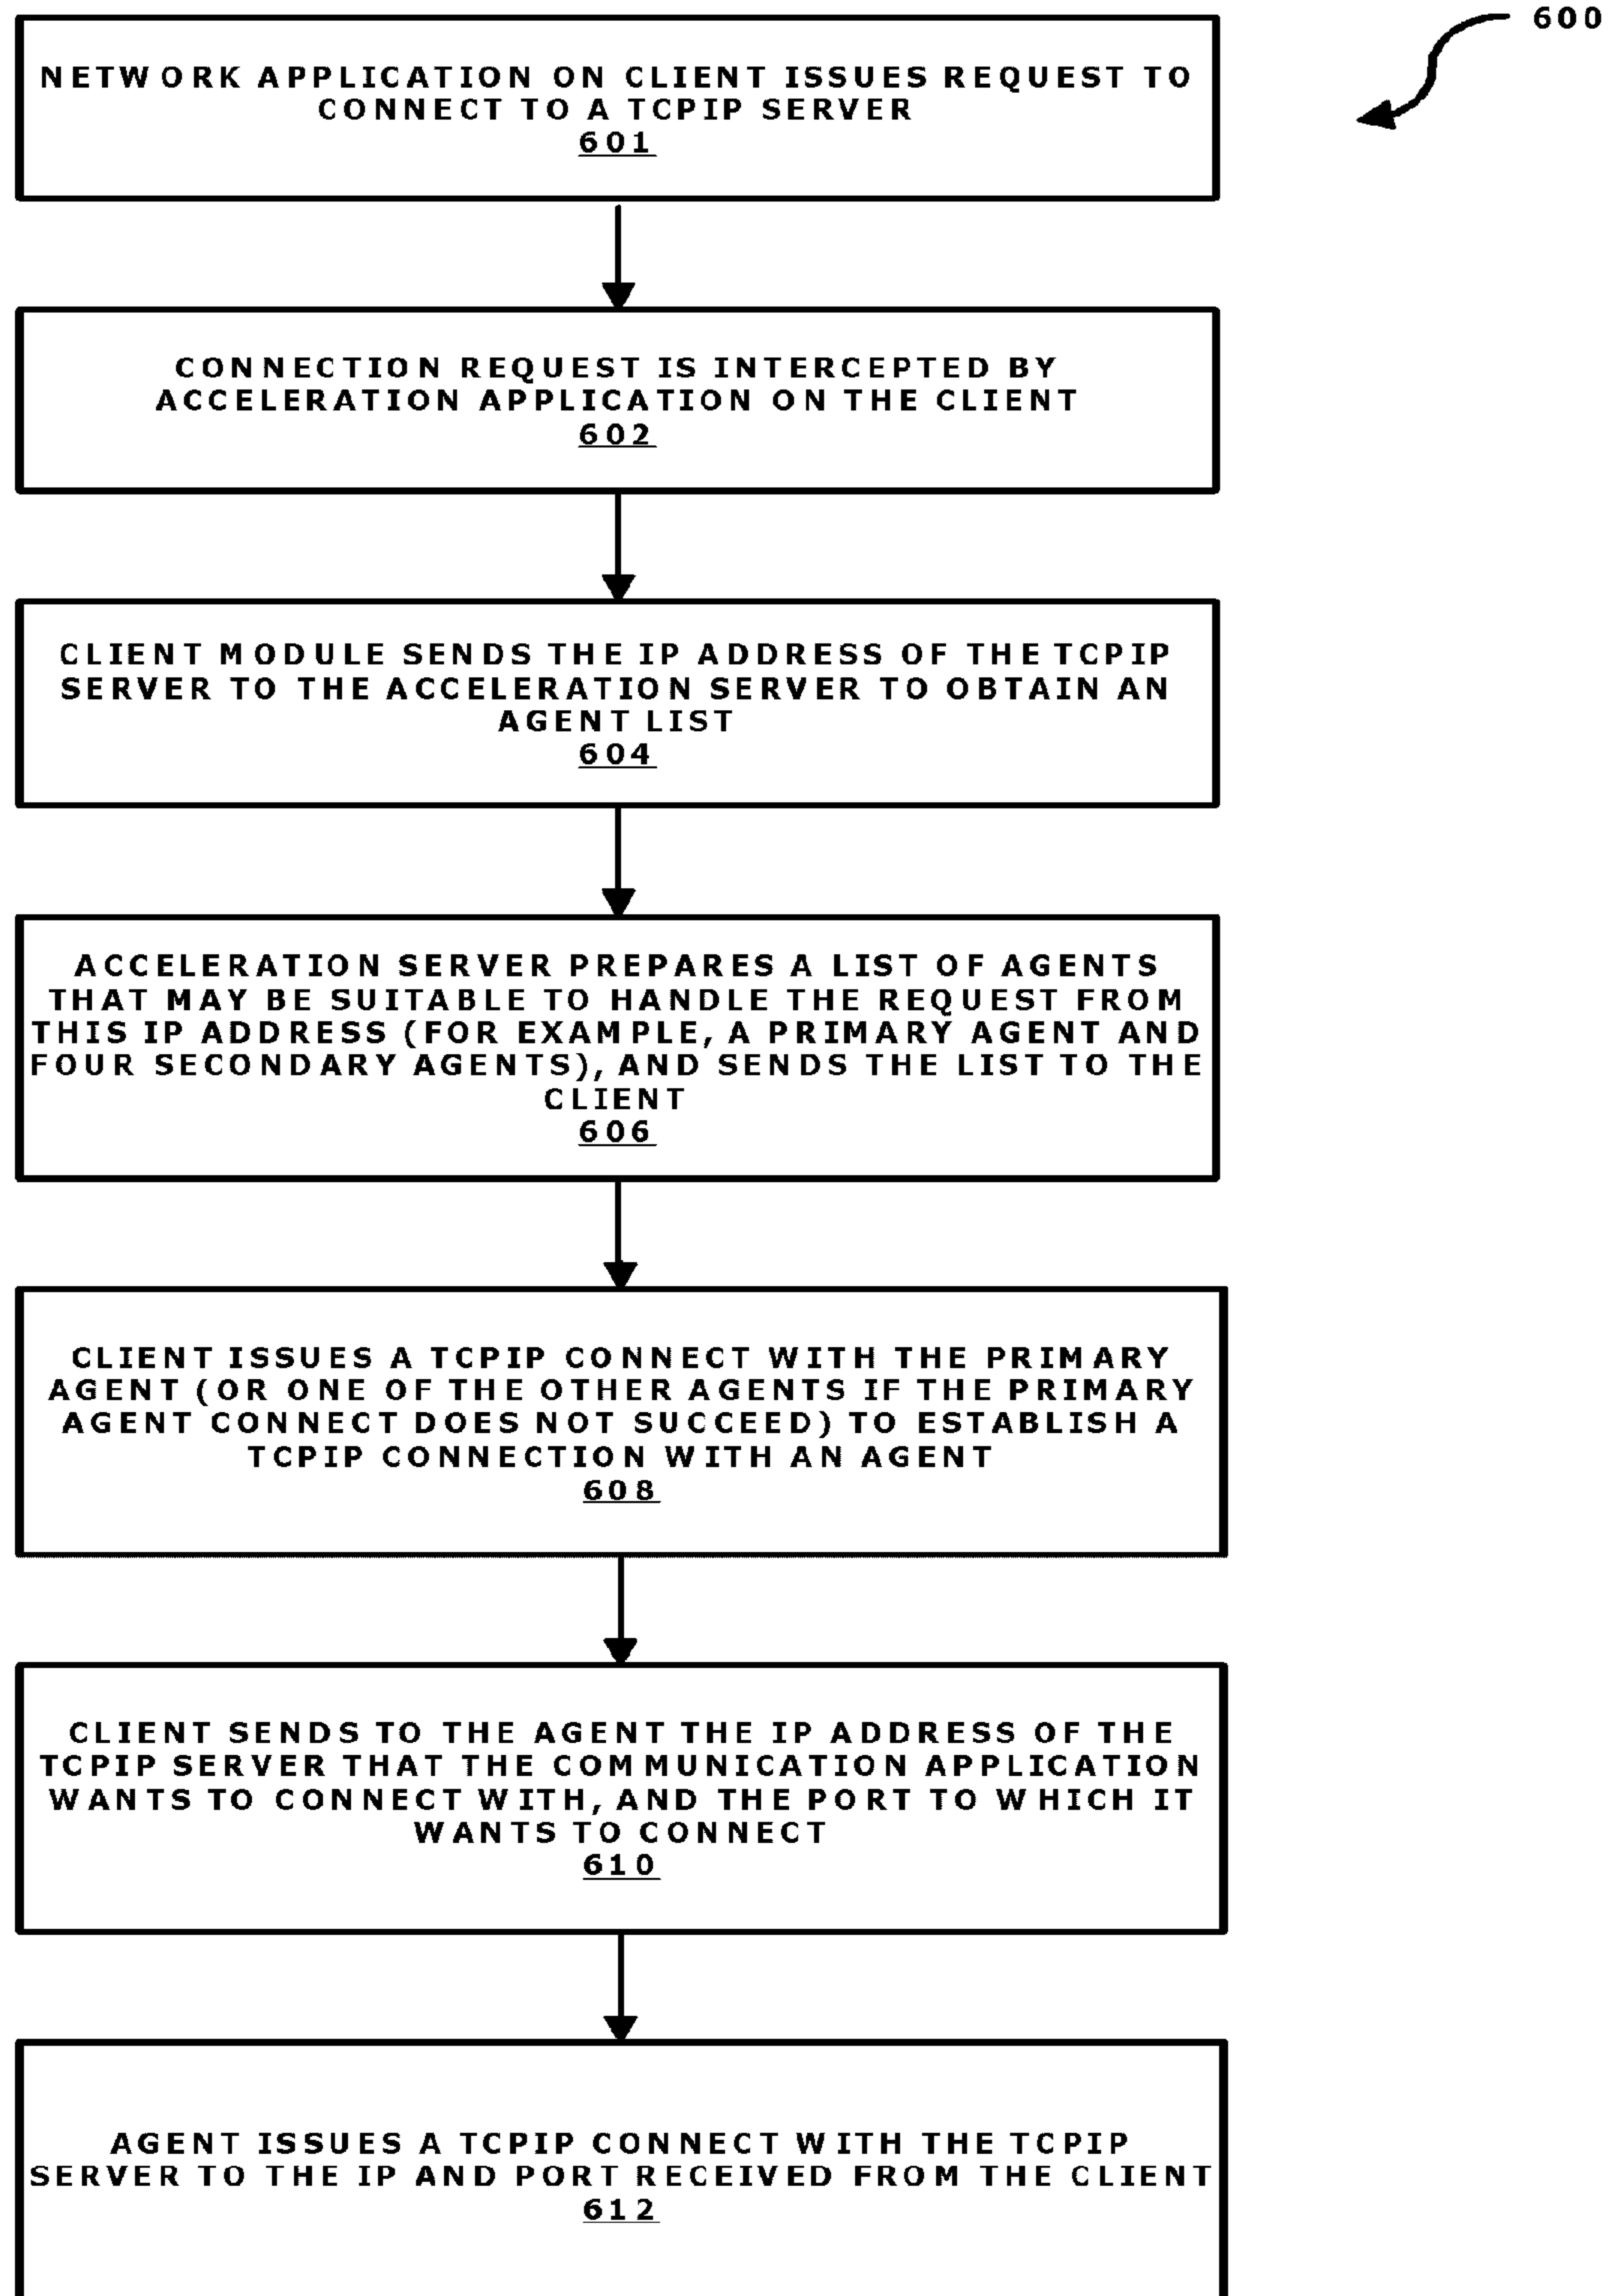 600
NETWORK APPLICATION ON CLIENT ISSUES REQUEST TO
CONNECT TO A TCPIP SERVER
601
CONNECTION REQUEST IS INTERCEPTED BY
ACCELERATION APPLICATION ON THE CLIENT
602
CLIENT MODULE SENDS THE IP ADDRESS OF THE TCPIP
SERVER TO THE ACCELERATION SERVER TO OBTAIN AN
AGENT LIST
604
ACCELERATION SERVER PREPARES A LIST OF AGENTS
THAT MAY BE SUITABLE TO HANDLE THE REQUEST FROM
THIS IP ADDRESS (FOR EXAMPLE, A PRIMARY AGENT AND
FOUR SECONDARY AGENTS), AND SENDS THE LIST TO THE
CLIENT
606
CLIENT ISSUES A TCPIP CONNECT WITH THE PRIMARY
AGENT (OR ONE OF THE OTHER AGENTS IF THE PRIMARY
AGENT CONNECT DOES NOT SUCCEED) TO ESTABLISH A
TCPIP CONNECTION WITH AN AGENT
608
CLIENT SENDS TO THE AGENT THE IP ADDRESS OF THE
TCPIP SERVER THAT THE COMMUNICATION APPLICATION
WANTS TO CONNECT WITH, AND THE PORT TO WHICH IT
WANTS TO CONNECT
610
AGENT ISSUES A TCPIP CONNECT WITH THE TCPIP
SERVER TO THE IP AND PORT RECEIVED FROM THE CLIENT
612